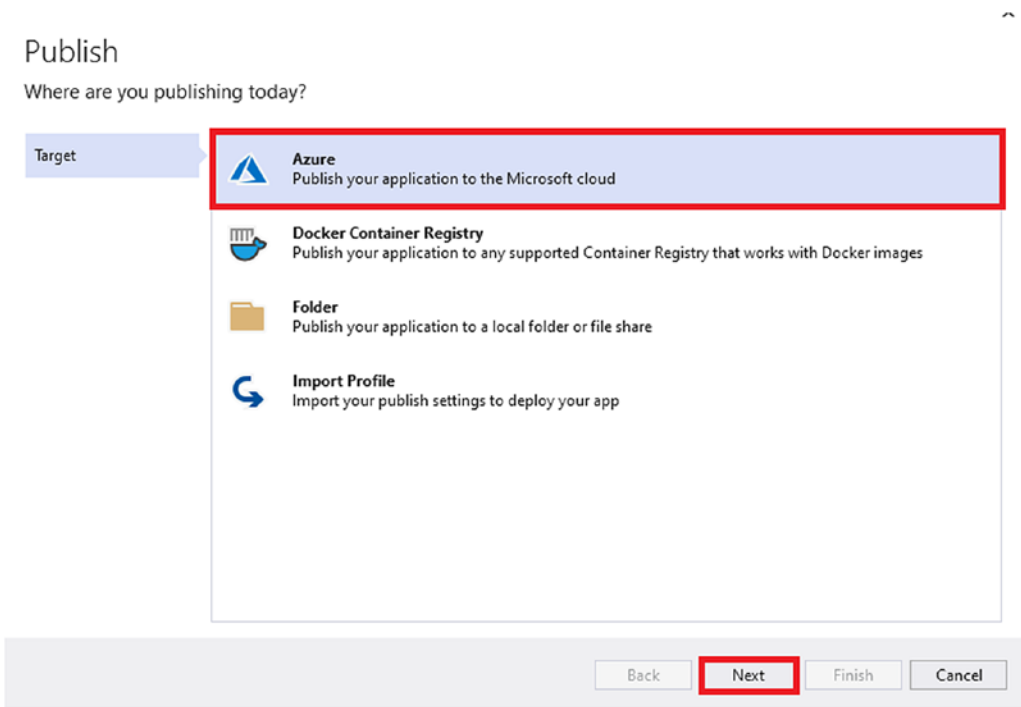 Publish
Where are you publishing today?
Target
Azure
Publish your application to the Microsoft cloud
Docker Container Registry
Publish your application to any supported Container Registry that works with Docker images
Folder
Publish your application to a local folder or file share
Import Profile
Import your publish settings to deploy your app
Back
Next
Finish
Cancel